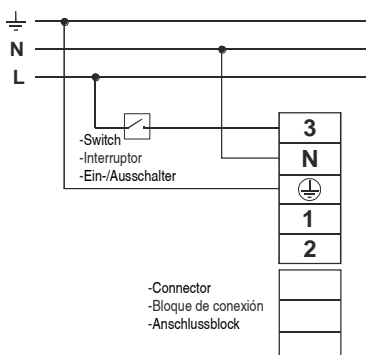 N
L
-Switch
-Interruptor
-Ein-/Ausschalter
3
N
1
2
-Connector
-Bloque de conexión
-Anschlussblock